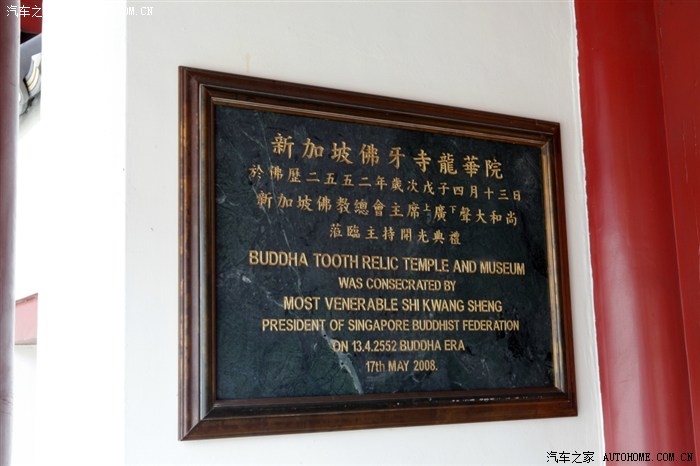 汽车之家 AUTOHOME.COM.CN
新加坡佛牙寺龍華院
於佛歴二五五二年歲次戊子四月十三日
新加坡佛教總會主席上廣下聲大和尚
蒞臨主持開光典禮
BUDDHA TOOTH RELIC TEMPLE AND MUSEUM
WAS CONSECRATED BY
MOST VENERABLE SHI KWANG SHENG
PRESIDENT OF SINGAPORE BUDDHIST FEDERATION
ON 13.4.2552 BUDDHA ERA
17th MAY 2008.
汽车之家 AUTOHOME.COM.CN